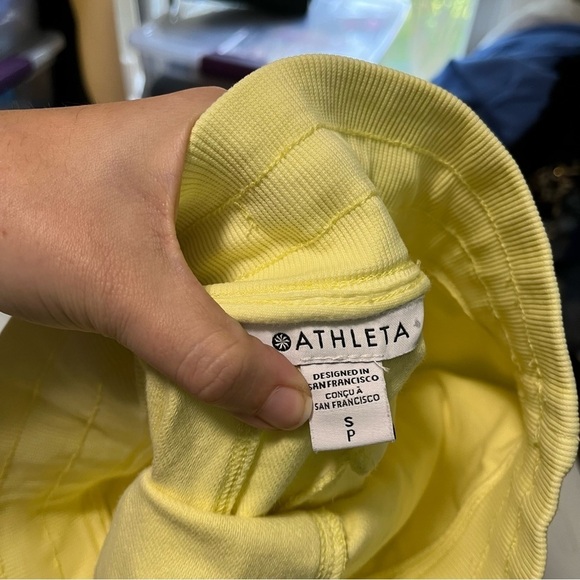 ATHLETA
DESIGNED IN
SAN FRANCISCO
CONÇU À
SAN FRANCISCO
S
P